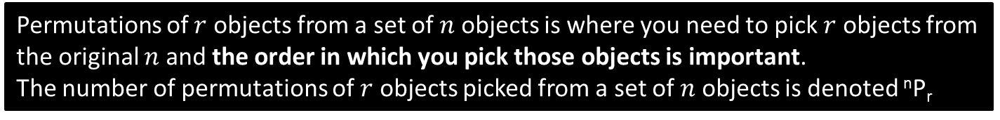 Permutations of r objects from a set of n objects is where you need to pick r objects from
the original n and the order in which you pick those objects is important.
The number of permutations of r objects picked from a set of n objects is denoted ⁿPᵣ